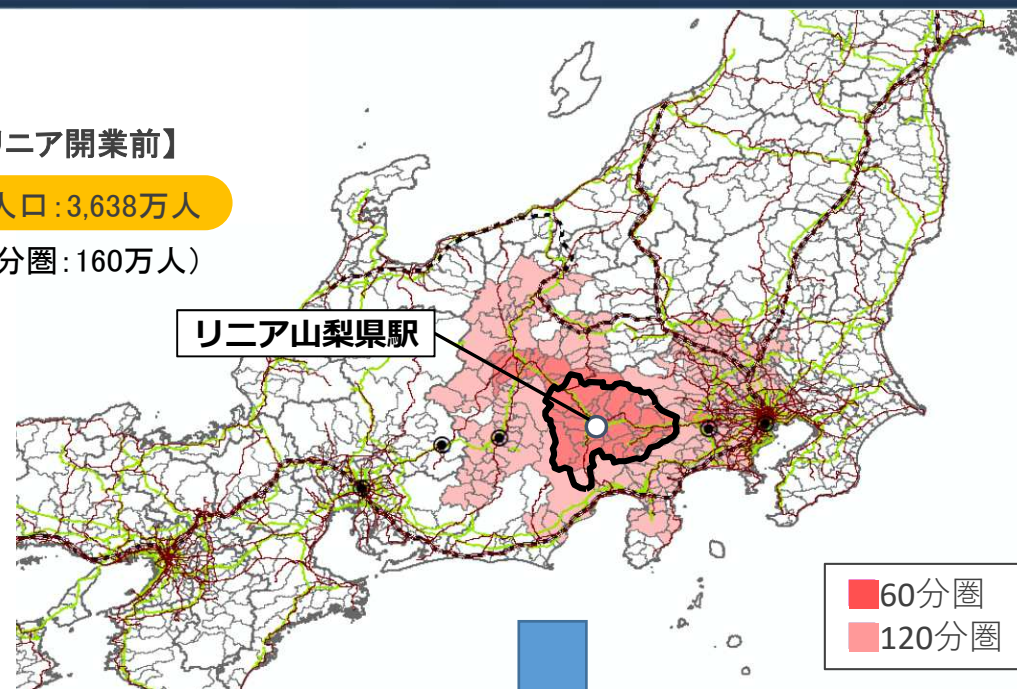 ニア開業前】
人口：3,638万人
分圏：160万人）
リニア山梨県駅
60分圏
120分圏